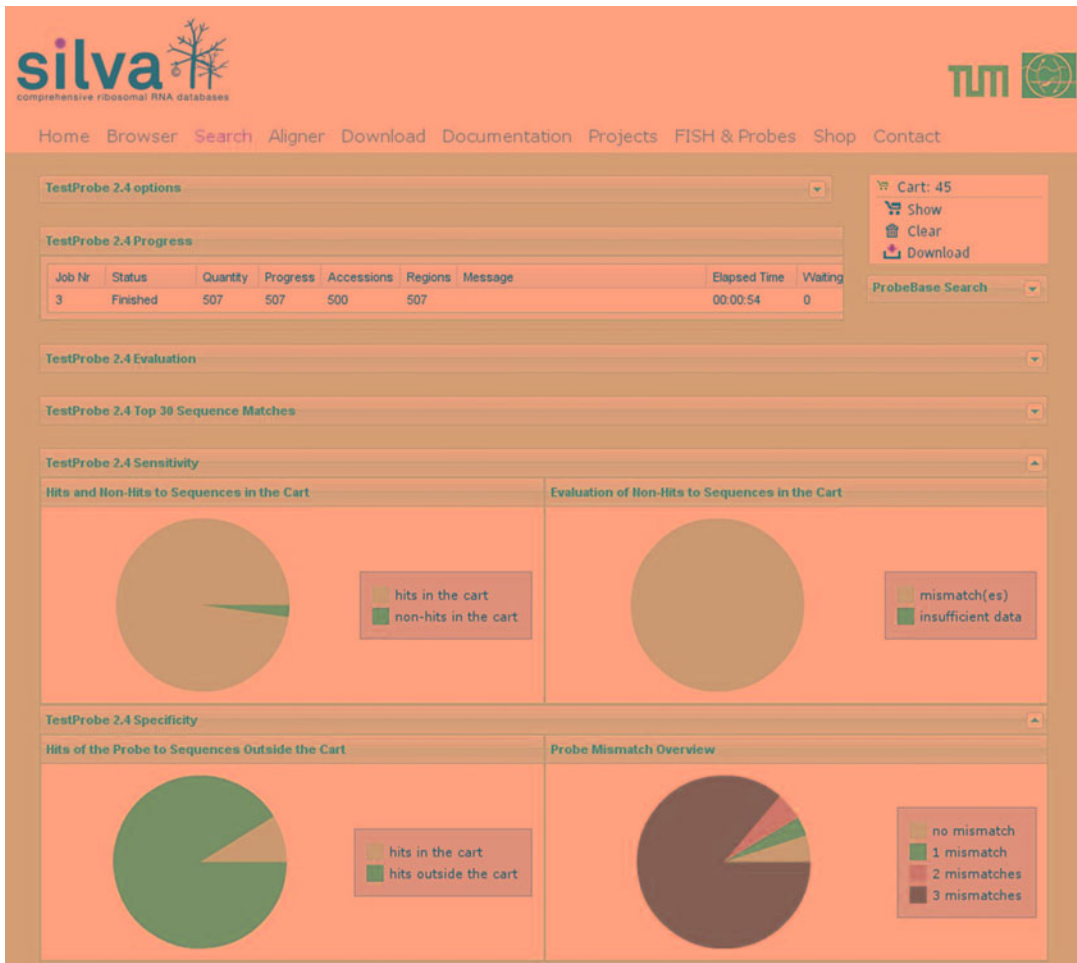 silva
comprehensive ribosomal RNA databases
TUM
Home Browser Search Aligner Download Documentation Projects FISH & Probes Shop Contact
TestProbe 2.4 options
Cart: 45
Show
Clear
Download
ProbeBase Search
TestProbe 2.4 Progress
Job Nr Status Quantity Progress Accessions Regions Message Elapsed Time Waiting
3 Finished 507 507 500 507 00:00:54 0
TestProbe 2.4 Evaluation
TestProbe 2.4 Top 30 Sequence Matches
TestProbe 2.4 Sensitivity
Hits and Non-Hits to Sequences in the Cart
hits in the cart
non-hits in the cart
Evaluation of Non-Hits to Sequences in the Cart
mismatch(es)
insufficient data
TestProbe 2.4 Specificity
Hits of the Probe to Sequences Outside the Cart
hits in the cart
hits outside the cart
Probe Mismatch Overview
no mismatch
1 mismatch
2 mismatches
3 mismatches